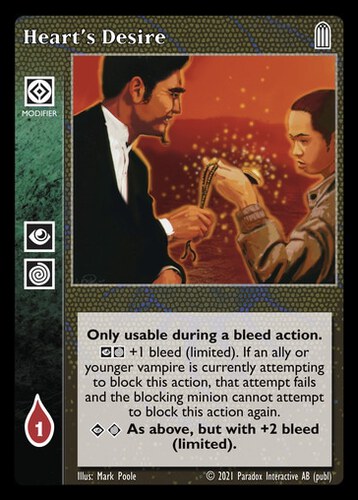 Heart's Desire
MODIFIER
Only usable during a bleed action.
+1 bleed (limited). If an ally or
younger vampire is currently attempting
to block this action, that attempt fails
and the blocking minion cannot attempt
to block this action again.
As above, but with +2 bleed
(limited).
1
Illus: Mark Poole © 2021 Paradox Interactive AB (publ)